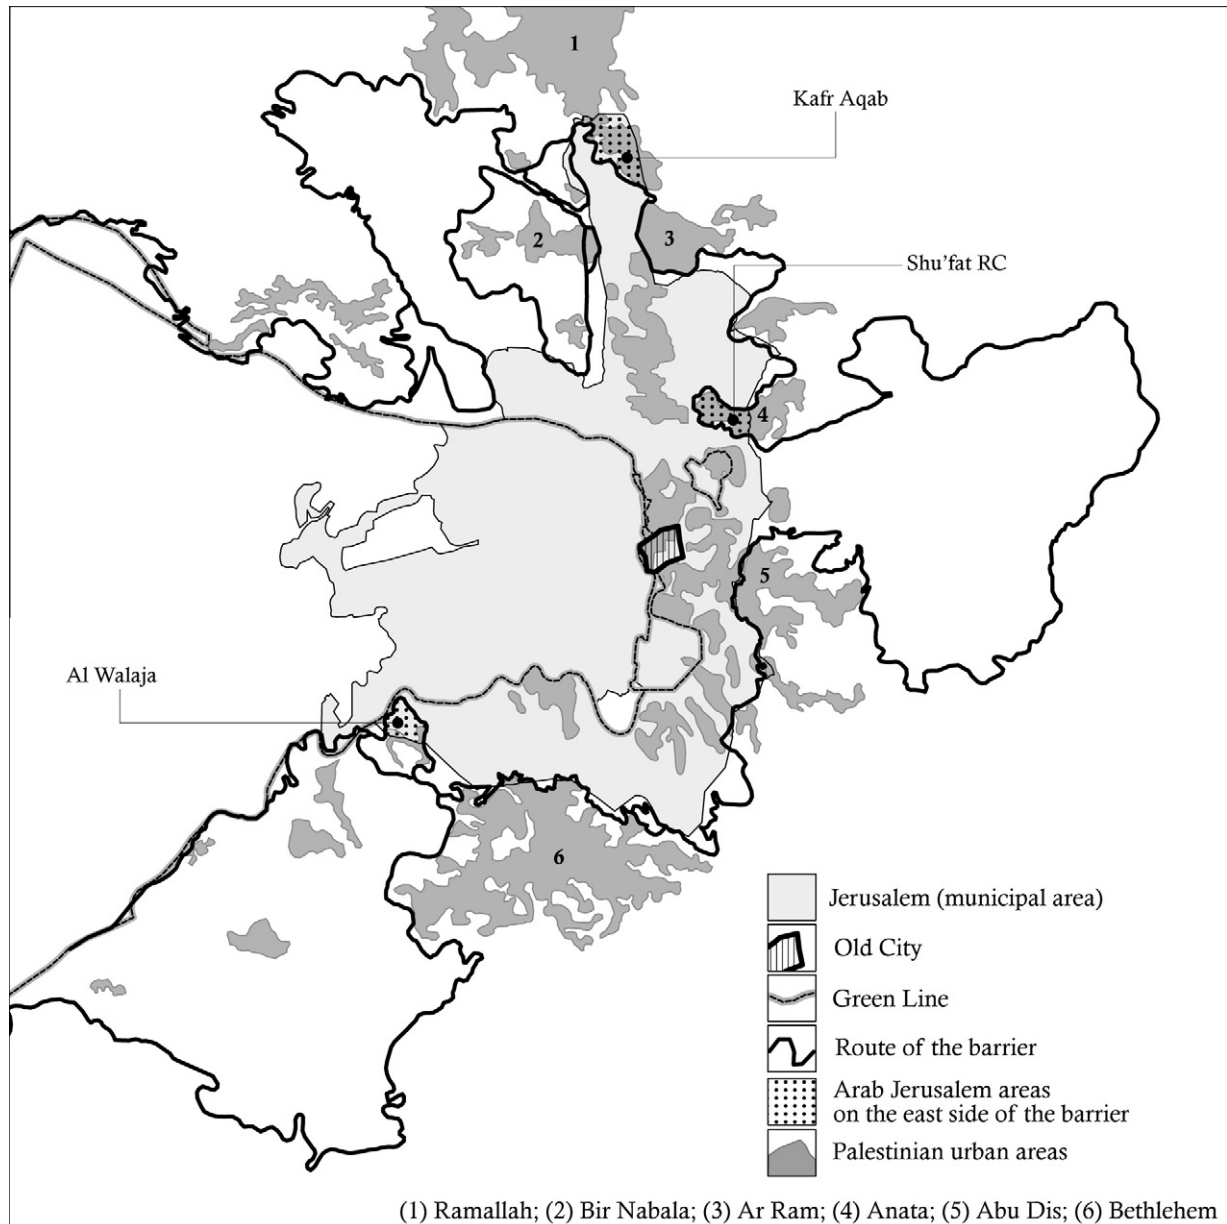 1
Kafr Aqab
2
3
Shu'fat RC
4
5
Al Walaja
6
Jerusalem (municipal area)
Old City
Green Line
Route of the barrier
Arab Jerusalem areas
on the east side of the barrier
Palestinian urban areas
(1) Ramallah; (2) Bir Nabala; (3) Ar Ram; (4) Anata; (5) Abu Dis; (6) Bethlehem